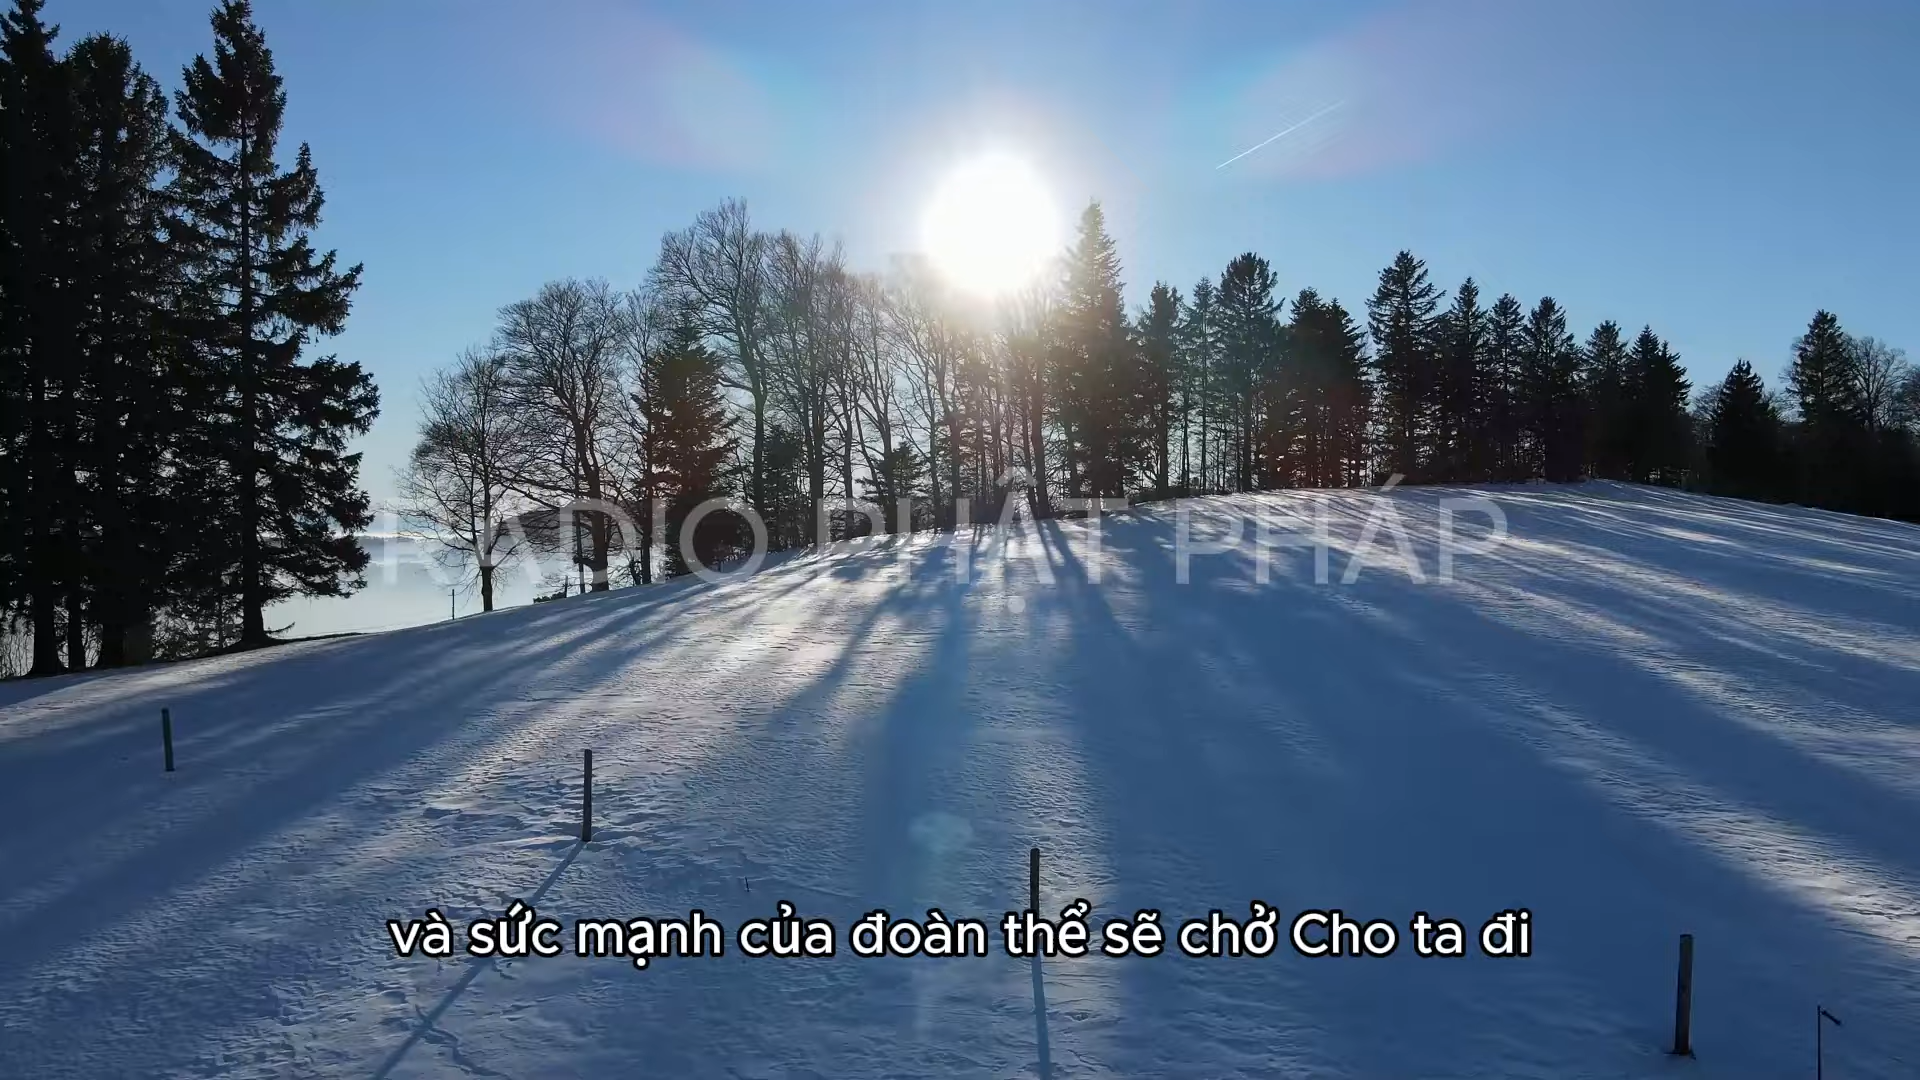 RADIO PHẬT PHÁP
và sức mạnh của đoàn thể sẽ chở Cho ta đi